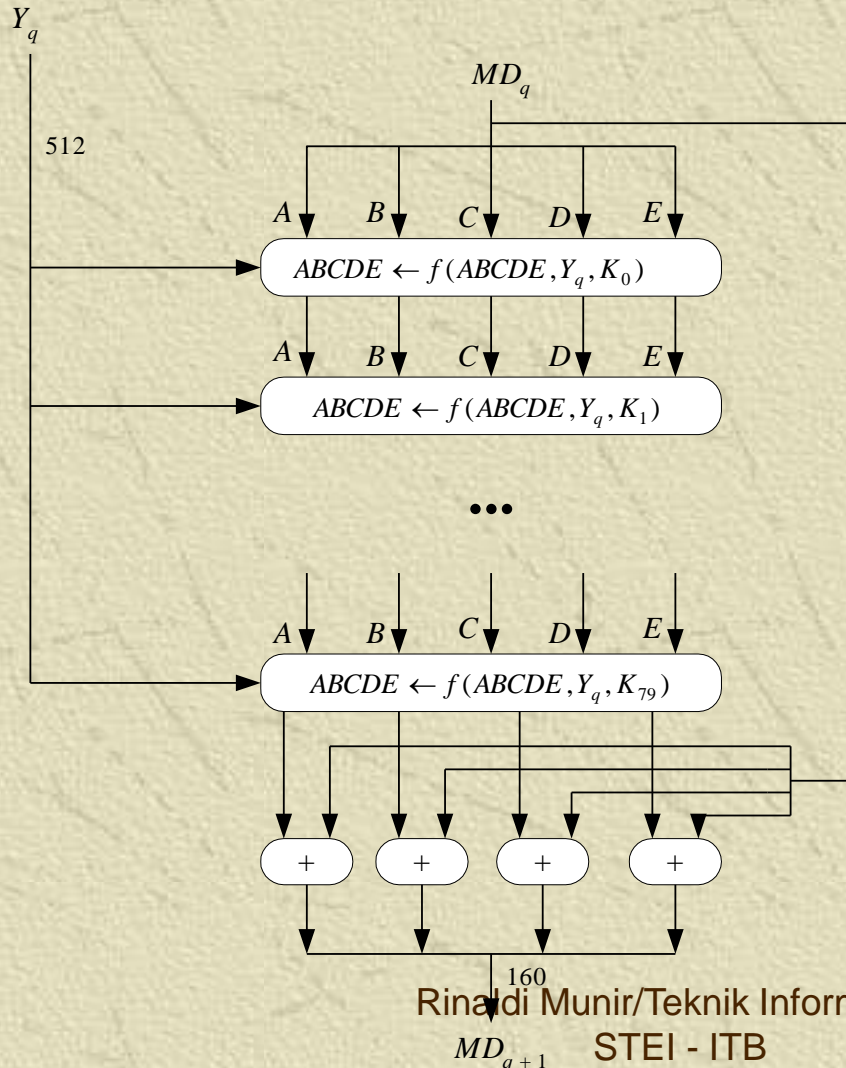 Y_q
MD_q
512
A B C D E
ABCDE ← f(ABCDE,Y_q,K_0)
A B C D E
ABCDE ← f(ABCDE,Y_q,K_1)
•••
A B C D E
ABCDE ← f(ABCDE,Y_q,K_79)
+ + + +
160
Rinaldi Munir/Teknik Infor
MD_q + 1
STEI - ITB